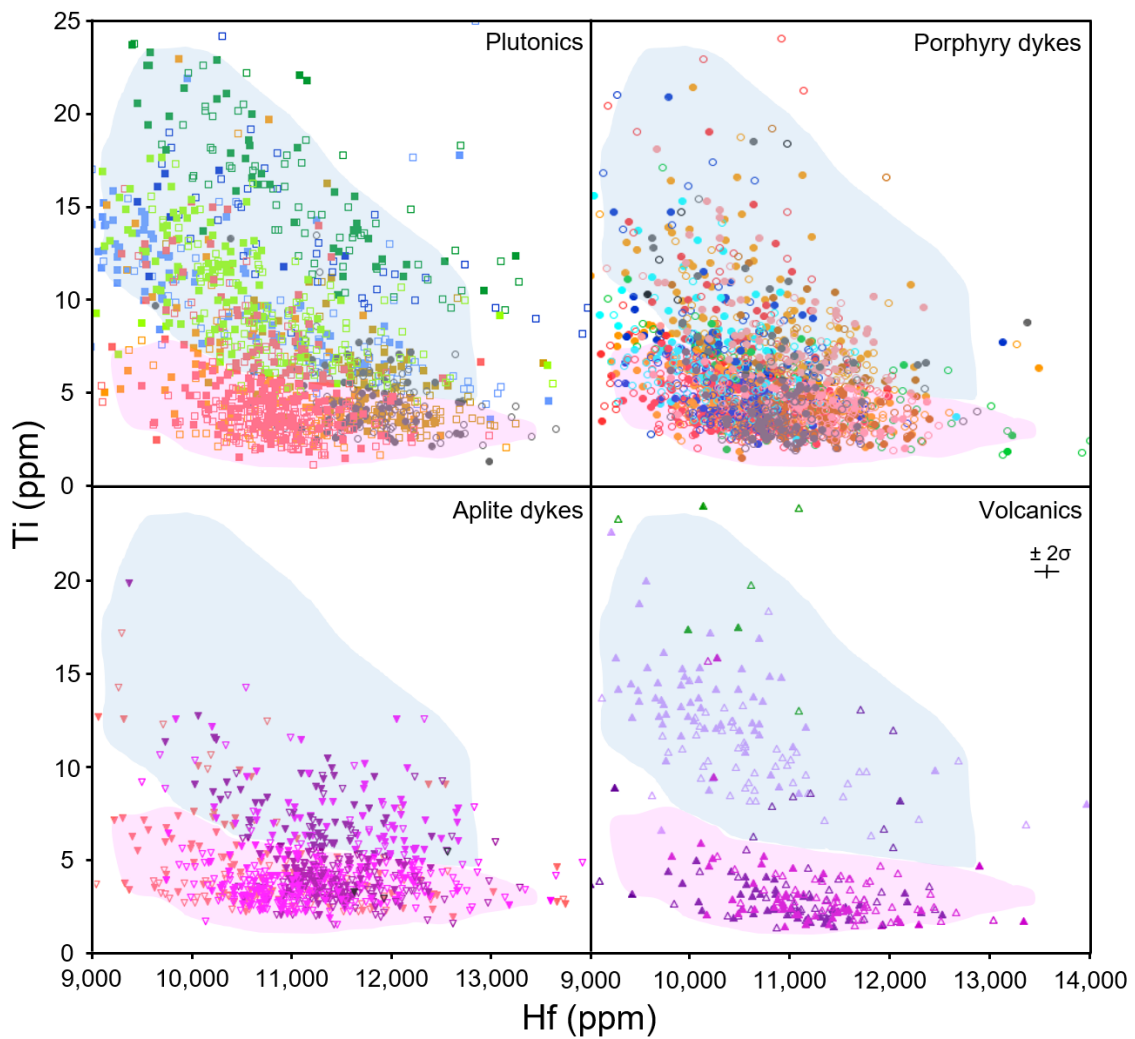 25
Plutonics
Porphyry dykes
20
15
10
5
0
Ti (ppm)
Aplite dykes
Volcanics
± 2σ
20
15
10
5
0
9,000 10,000 11,000 12,000 13,000 9,000 10,000 11,000 12,000 13,000 14,000
Hf (ppm)